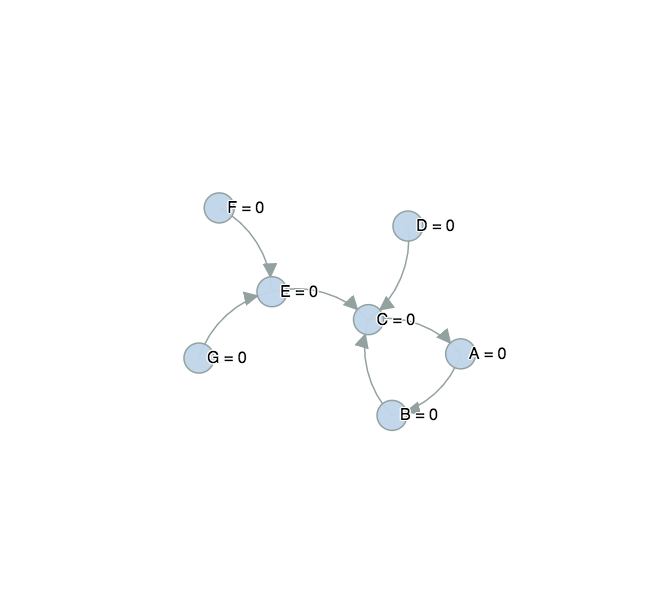 F = 0
D = 0
E = 0
C = 0
G = 0
A = 0
B = 0